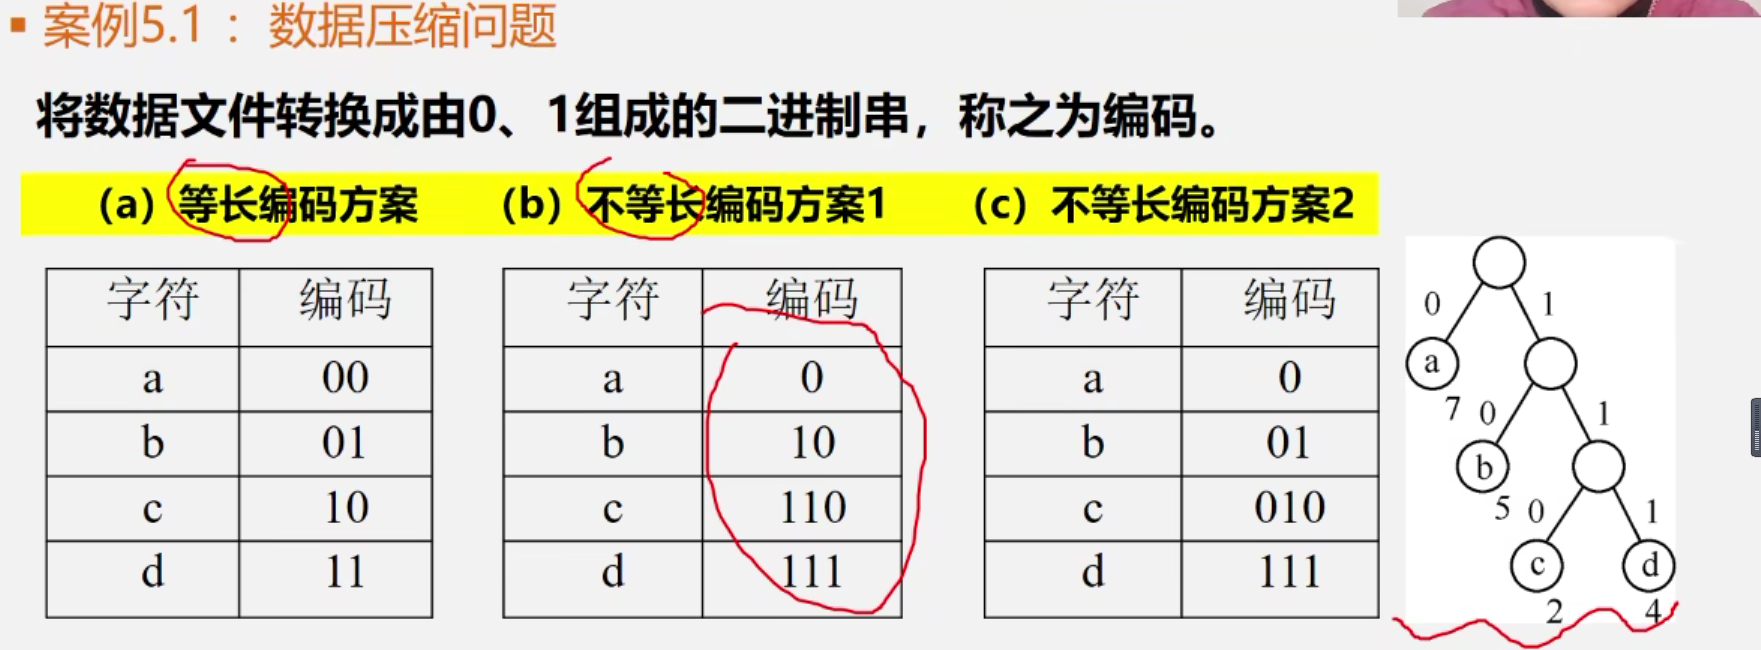 ▪ 案例5.1 ：数据压缩问题
将数据文件转换成由0、1组成的二进制串，称之为编码。
（a）等长编码方案 （b）不等长编码方案1 （c）不等长编码方案2
字符 编码 字符 编码 字符 编码
a 00 a 0 a 0
b 01 b 10 b 01
c 10 c 110 c 010
d 11 d 111 d 111
0 1
a
7 0 1
b
5 0 1
c d
2 4